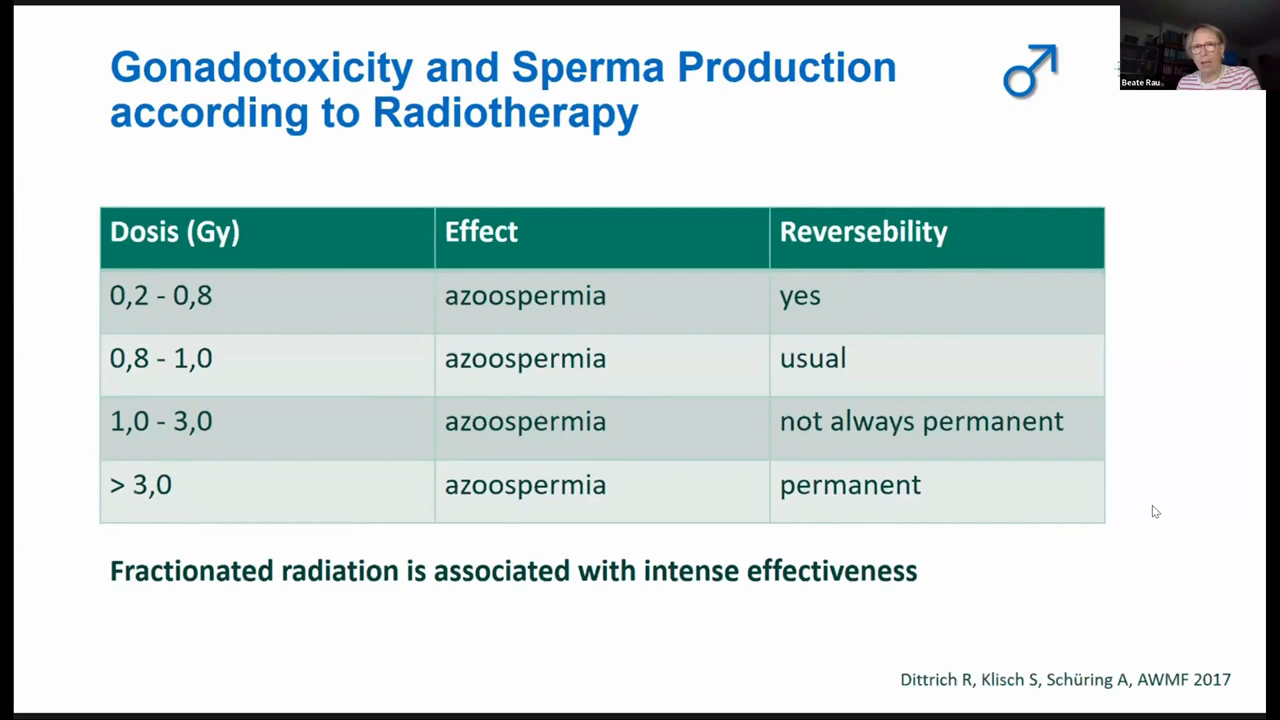 Gonadotoxicity and Sperma Production
according to Radiotherapy
Beate Rau
Dosis (Gy) Effect Reversebility
0,2 - 0,8 azoospermia yes
0,8 - 1,0 azoospermia usual
1,0 - 3,0 azoospermia not always permanent
> 3,0 azoospermia permanent
Fractionated radiation is associated with intense effectiveness
Dittrich R, Klisch S, Schüring A, AWMF 2017